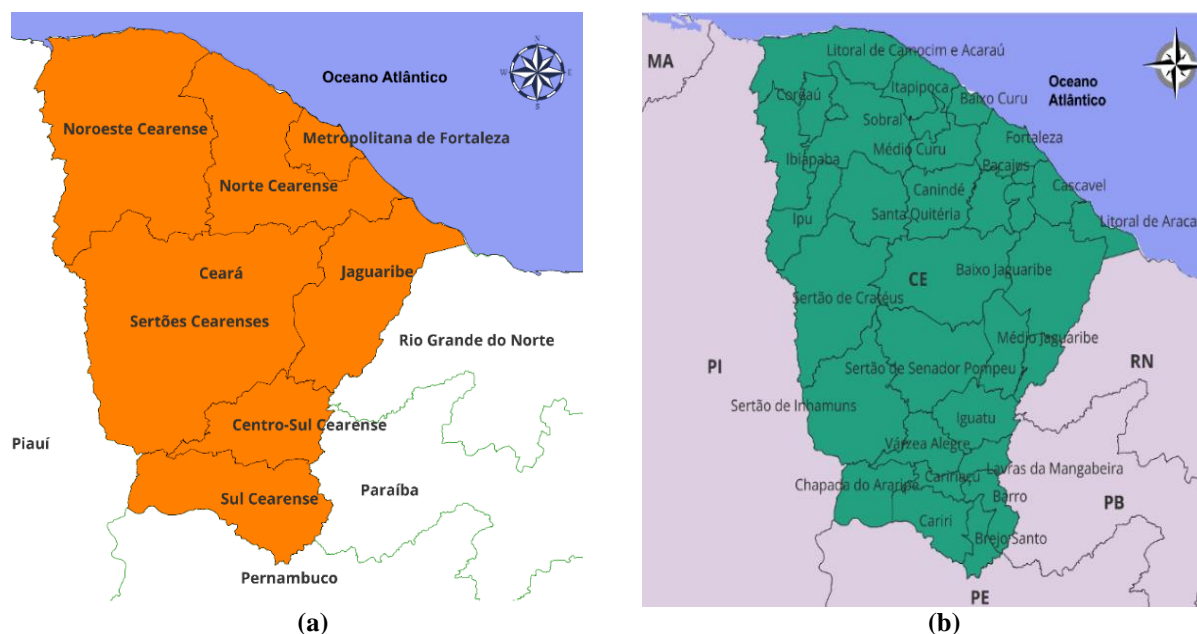 N
W
E
S
Oceano Atlântico
Noroeste Cearense
Metropolitana de Fortaleza
Norte Cearense
Ceará
Jaguaribe
Sertões Cearenses
Rio Grande do Norte
Centro-Sul Cearense
Piauí
Paraíba
Sul Cearense
Pernambuco
(a)
MA
Litoral de Camocim e Acaraú
Oceano
Atlântico
Itapipoca
Coreaú
Baixo Curu
Sobral
Fortaleza
Médio Curu
Ibiapaba
Pacajus
Canindé
Cascavel
Ipu
Santa Quitéria
Litoral de Araca
CE
Baixo Jaguaribe
Sertão de Cratéus
Médio Jaguaribe
PI
RN
Sertão de Senador Pompeu
Sertão de Inhamuns
Iguatu
Várzea Alegre
Lavras da Mangabeira
Chapada do Araripe
Caririaçu
Barro
PB
Cariri
Brejo Santo
PE
(b)